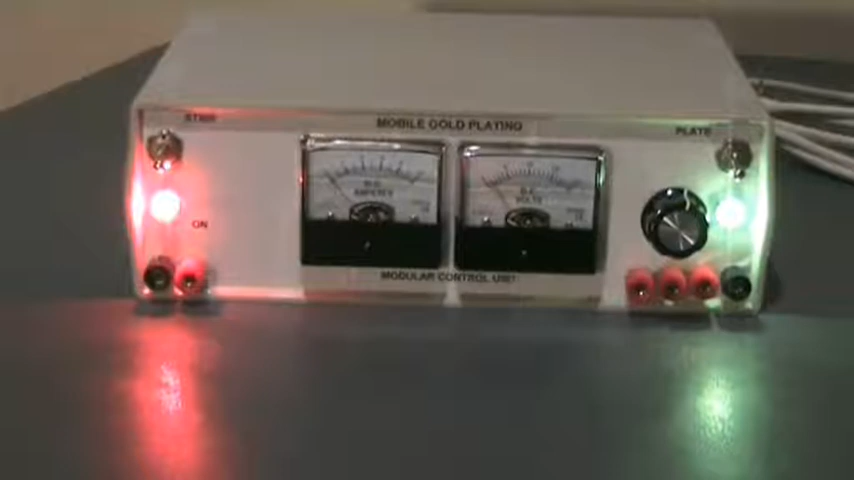 STRIP
MOBILE GOLD PLATING
PLATE
D.C.
AMPERES
D.C.
VOLTS
ON
MODULAR CONTROL UNIT